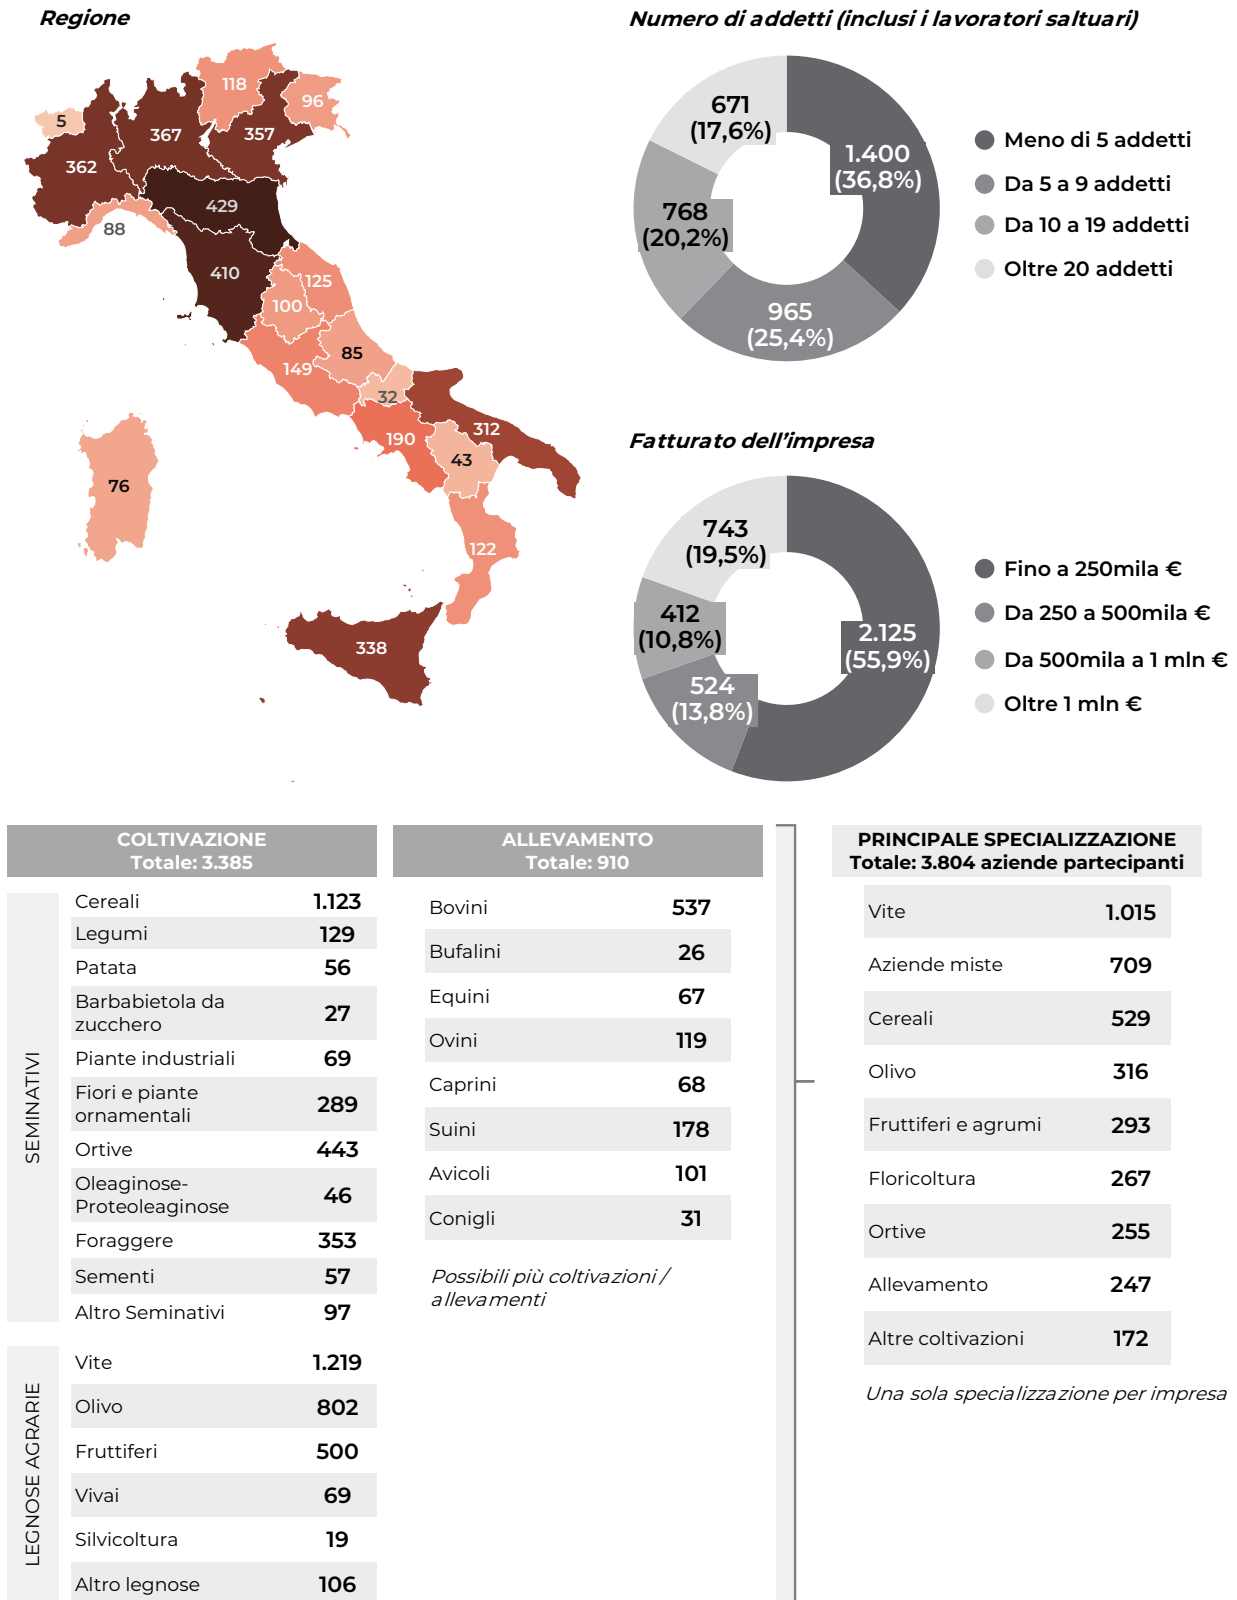 Regione
118
96
5
367
357
362
429
88
410
125
100
85
149
32
312
190
43
76
122
338
Numero di addetti (inclusi i lavoratori saltuari)
671
(17,6%)
1.400
(36,8%)
768
(20,2%)
965
(25,4%)
Meno di 5 addetti
Da 5 a 9 addetti
Da 10 a 19 addetti
Oltre 20 addetti
Fatturato dell'impresa
743
(19,5%)
412
(10,8%)
2.125
(55,9%)
524
(13,8%)
Fino a 250mila €
Da 250 a 500mila €
Da 500mila a 1 mln €
Oltre 1 mln €
COLTIVAZIONE
Totale: 3.385
SEMINATIVI
Cereali 1.123
Legumi 129
Patata 56
Barbabietola da
zucchero 27
Piante industriali 69
Fiori e piante
ornamentali 289
Ortive 443
Oleaginose-
Proteoleaginose 46
Foraggere 353
Sementi 57
Altro Seminativi 97
LEGNOSE AGRARIE
Vite 1.219
Olivo 802
Fruttiferi 500
Vivai 69
Silvicoltura 19
Altro legnose 106
ALLEVAMENTO
Totale: 910
Bovini 537
Bufalini 26
Equini 67
Ovini 119
Caprini 68
Suini 178
Avicoli 101
Conigli 31
Possibili più coltivazioni /
allevamenti
PRINCIPALE SPECIALIZZAZIONE
Totale: 3.804 aziende partecipanti
Vite 1.015
Aziende miste 709
Cereali 529
Olivo 316
Fruttiferi e agrumi 293
Floricoltura 267
Ortive 255
Allevamento 247
Altre coltivazioni 172
Una sola specializzazione per impresa